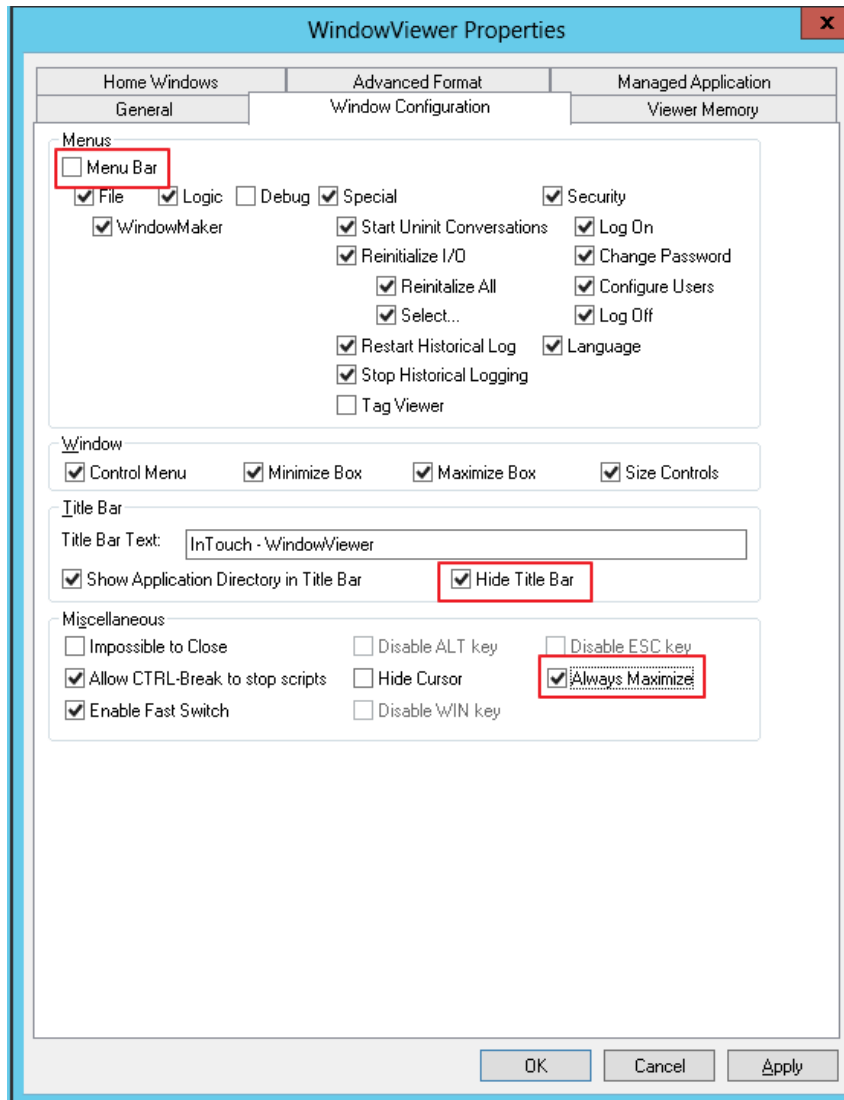 WindowViewer Properties
x
Home Windows Advanced Format Managed Application
General Window Configuration Viewer Memory
Menus
Menu Bar
File Logic Debug Special Security
WindowMaker Start Uninit Conversations Log On
Reinitialize I/O Change Password
Reinitalize All Configure Users
Select... Log Off
Restart Historical Log Language
Stop Historical Logging
Tag Viewer
Window
Control Menu Minimize Box Maximize Box Size Controls
Title Bar
Title Bar Text: InTouch - WindowViewer
Show Application Directory in Title Bar Hide Title Bar
Miscellaneous
Impossible to Close Disable ALT key Disable ESC key
Allow CTRL-Break to stop scripts Hide Cursor Always Maximize
Enable Fast Switch Disable WIN key
OK Cancel Apply